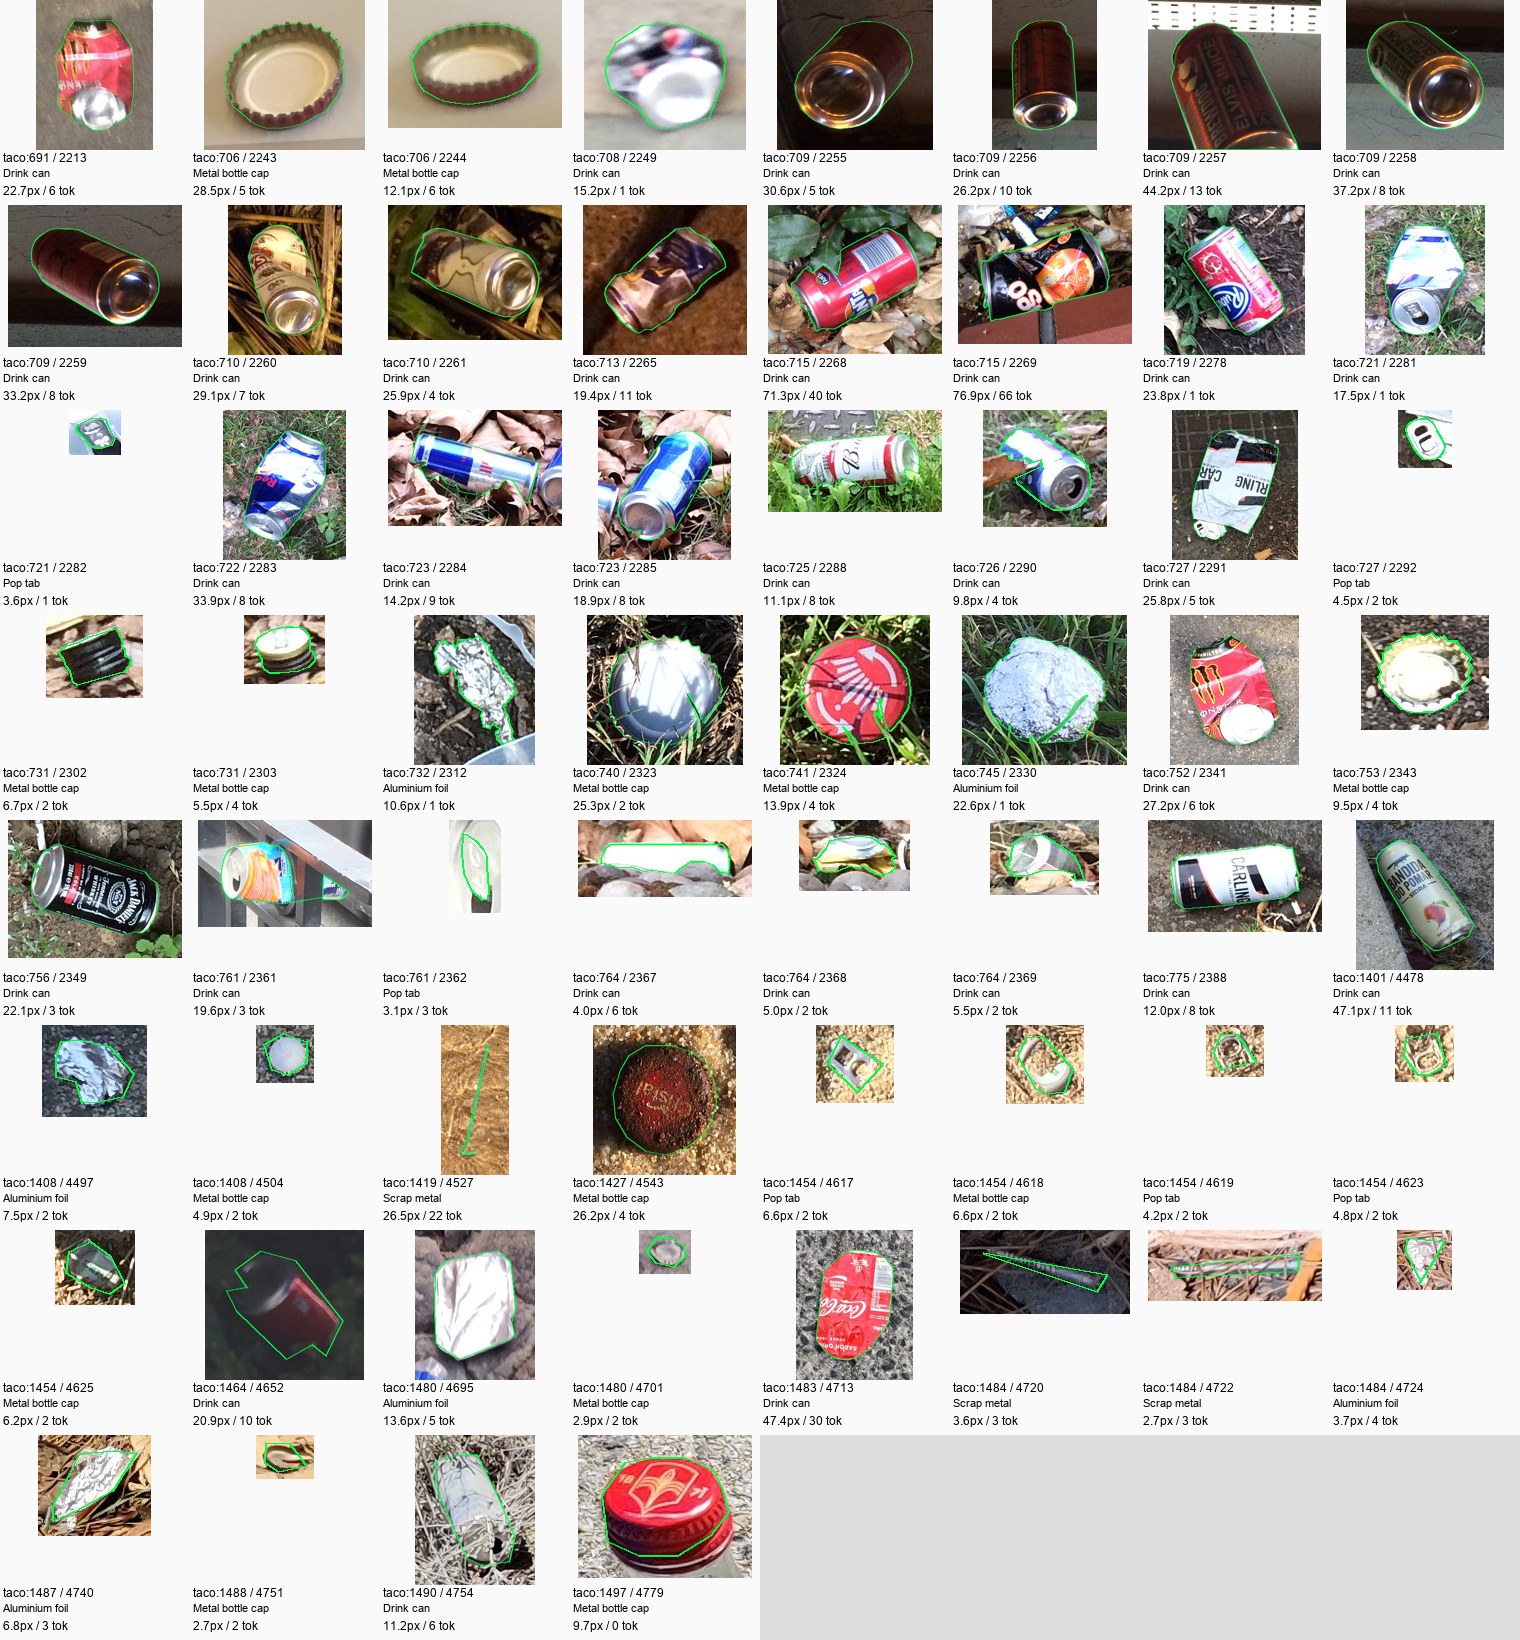 taco:691 / 2213
Drink can
22.7px / 6 tok
taco:706 / 2243
Metal bottle cap
28.5px / 5 tok
taco:706 / 2244
Metal bottle cap
12.1px / 6 tok
taco:708 / 2249
Drink can
15.2px / 1 tok
taco:709 / 2255
Drink can
30.6px / 5 tok
taco:709 / 2256
Drink can
26.2px / 10 tok
taco:709 / 2257
Drink can
44.2px / 13 tok
taco:709 / 2258
Drink can
37.2px / 8 tok
taco:709 / 2259
Drink can
33.2px / 8 tok
taco:710 / 2260
Drink can
29.1px / 7 tok
taco:710 / 2261
Drink can
25.9px / 4 tok
taco:713 / 2265
Drink can
19.4px / 11 tok
taco:715 / 2268
Drink can
71.3px / 40 tok
taco:715 / 2269
Drink can
76.9px / 66 tok
taco:719 / 2278
Drink can
23.8px / 1 tok
taco:721 / 2281
Drink can
17.5px / 1 tok
CAR
RLING
taco:721 / 2282
Pop tab
3.6px / 1 tok
taco:722 / 2283
Drink can
33.9px / 8 tok
taco:723 / 2284
Drink can
14.2px / 9 tok
taco:723 / 2285
Drink can
18.9px / 8 tok
taco:725 / 2288
Drink can
11.1px / 8 tok
taco:726 / 2290
Drink can
9.8px / 4 tok
taco:727 / 2291
Drink can
25.8px / 5 tok
taco:727 / 2292
Pop tab
4.5px / 2 tok
taco:731 / 2302
Metal bottle cap
6.7px / 2 tok
taco:731 / 2303
Metal bottle cap
5.5px / 4 tok
taco:732 / 2312
Aluminium foil
10.6px / 1 tok
taco:740 / 2323
Metal bottle cap
25.3px / 2 tok
taco:741 / 2324
Metal bottle cap
13.9px / 4 tok
taco:745 / 2330
Aluminium foil
22.6px / 1 tok
taco:752 / 2341
Drink can
27.2px / 6 tok
taco:753 / 2343
Metal bottle cap
9.5px / 4 tok
JACK DANIEL'S
CARLING
BANDIDA
DO POMAR
taco:756 / 2349
Drink can
22.1px / 3 tok
taco:761 / 2361
Drink can
19.6px / 3 tok
taco:761 / 2362
Pop tab
3.1px / 3 tok
taco:764 / 2367
Drink can
4.0px / 6 tok
taco:764 / 2368
Drink can
5.0px / 2 tok
taco:764 / 2369
Drink can
5.5px / 2 tok
taco:775 / 2388
Drink can
12.0px / 8 tok
taco:1401 / 4478
Drink can
47.1px / 11 tok
taco:1408 / 4497
Aluminium foil
7.5px / 2 tok
taco:1408 / 4504
Metal bottle cap
4.9px / 2 tok
taco:1419 / 4527
Scrap metal
26.5px / 22 tok
taco:1427 / 4543
Metal bottle cap
26.2px / 4 tok
taco:1454 / 4617
Pop tab
6.6px / 2 tok
taco:1454 / 4618
Metal bottle cap
6.6px / 2 tok
taco:1454 / 4619
Pop tab
4.2px / 2 tok
taco:1454 / 4623
Pop tab
4.8px / 2 tok
Coca-Cola
taco:1454 / 4625
Metal bottle cap
6.2px / 2 tok
taco:1464 / 4652
Drink can
20.9px / 10 tok
taco:1480 / 4695
Aluminium foil
13.6px / 5 tok
taco:1480 / 4701
Metal bottle cap
2.9px / 2 tok
taco:1483 / 4713
Drink can
47.4px / 30 tok
taco:1484 / 4720
Scrap metal
3.6px / 3 tok
taco:1484 / 4722
Scrap metal
2.7px / 3 tok
taco:1484 / 4724
Aluminium foil
3.7px / 4 tok
taco:1487 / 4740
Aluminium foil
6.8px / 3 tok
taco:1488 / 4751
Metal bottle cap
2.7px / 2 tok
taco:1490 / 4754
Drink can
11.2px / 6 tok
taco:1497 / 4779
Metal bottle cap
9.7px / 0 tok